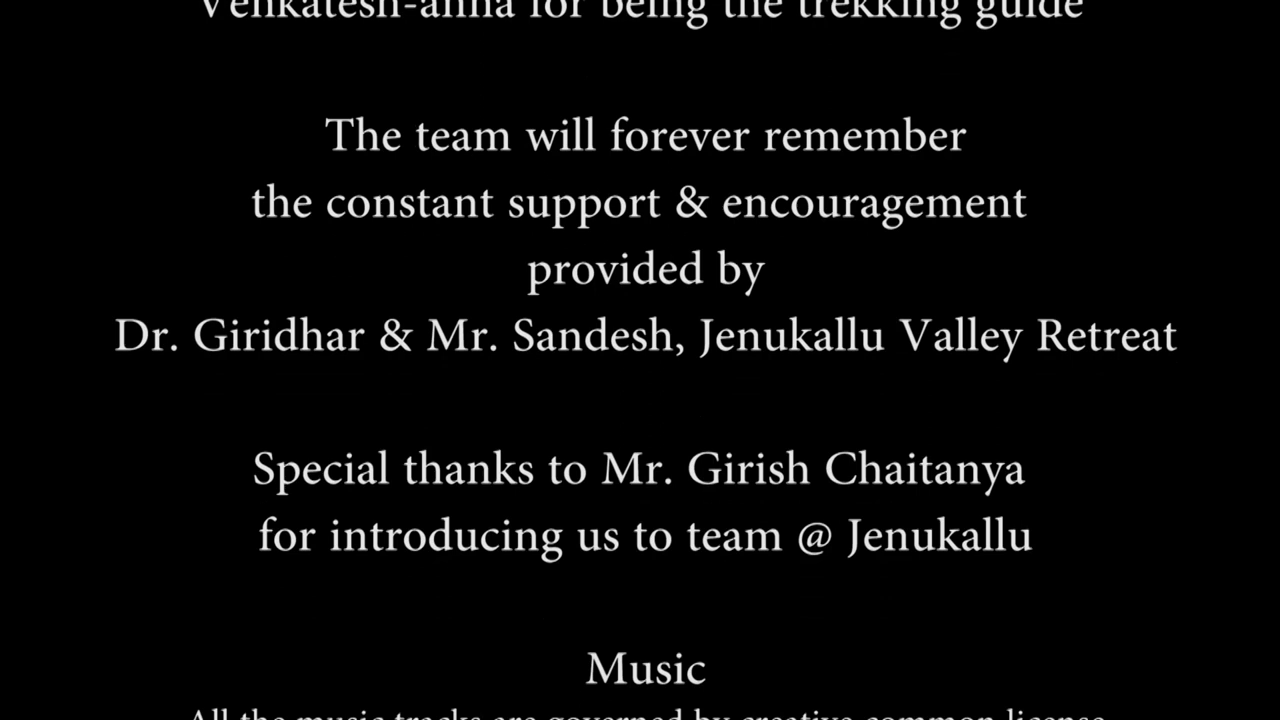 Venkatesh-anna for being the trekking guide
The team will forever remember
the constant support & encouragement
provided by
Dr. Giridhar & Mr. Sandesh, Jenukallu Valley Retreat
Special thanks to Mr. Girish Chaitanya
for introducing us to team @ Jenukallu
Music
All the music tracks are governed by creative common license